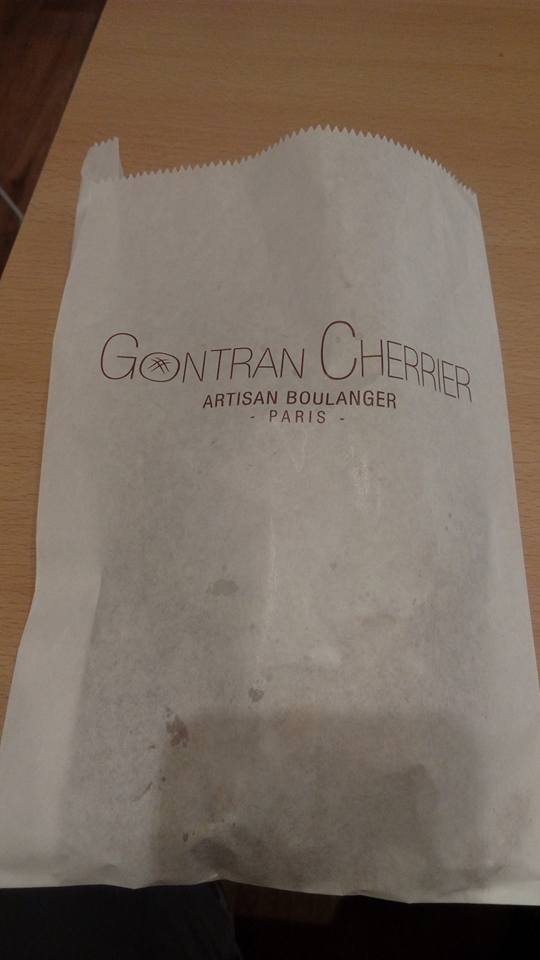 GONTRAN CHERRIER
ARTISAN BOULANGER
- PARIS -